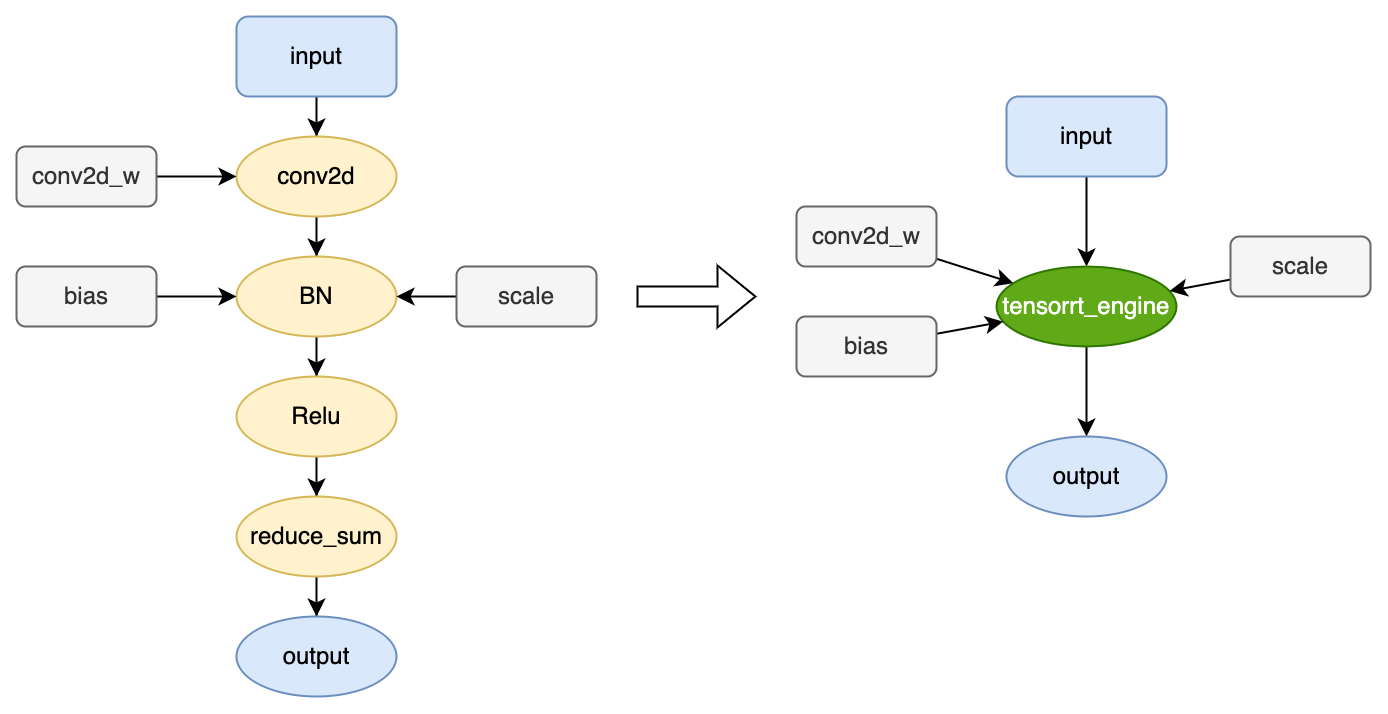 input
conv2d_w
conv2d
bias
BN
scale
Relu
reduce_sum
output
input
conv2d_w
scale
tensorrt_engine
bias
output